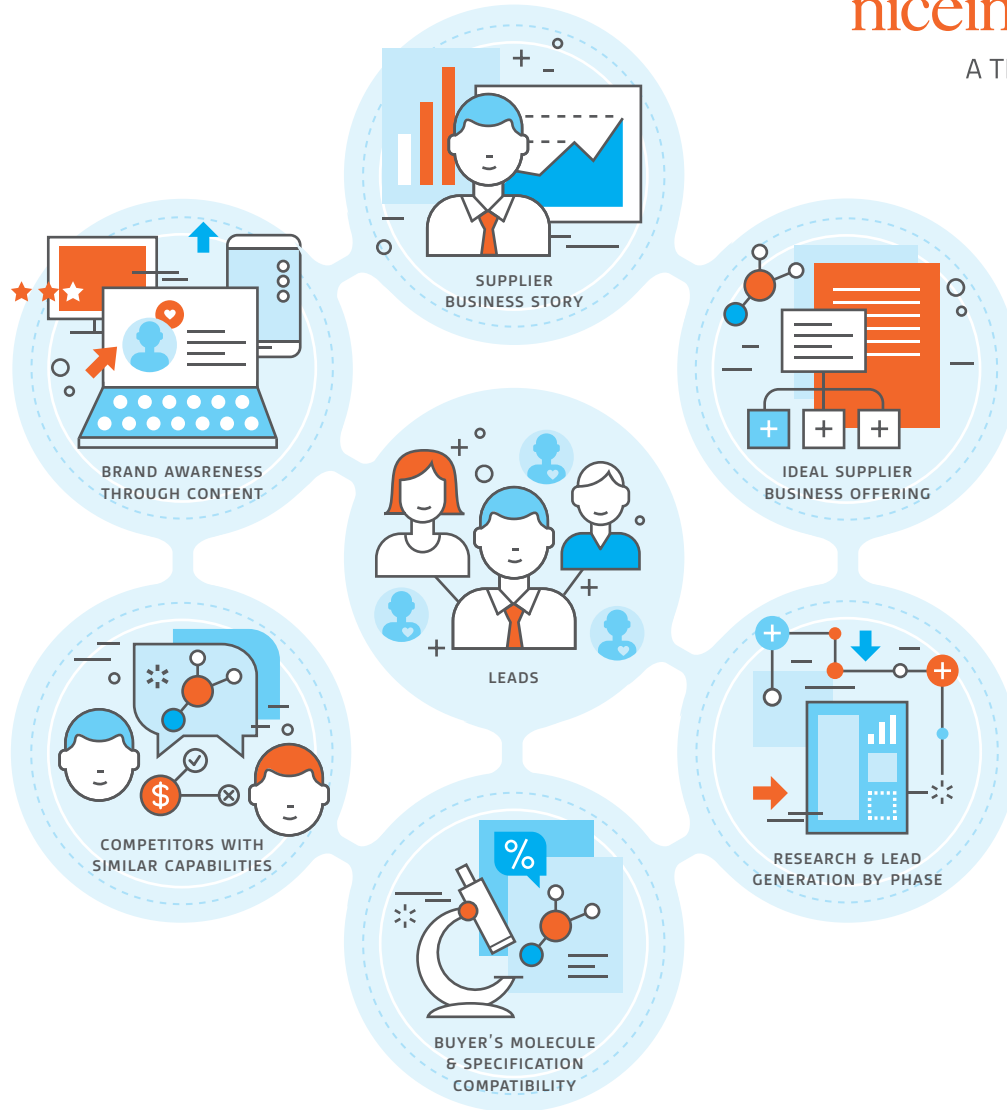 nicein
A T
SUPPLIER
BUSINESS STORY
BRAND AWARENESS
THROUGH CONTENT
IDEAL SUPPLIER
BUSINESS OFFERING
LEADS
$
COMPETITORS WITH
SIMILAR CAPABILITIES
RESEARCH & LEAD
GENERATION BY PHASE
%
BUYER'S MOLECULE
& SPECIFICATION
COMPATIBILITY